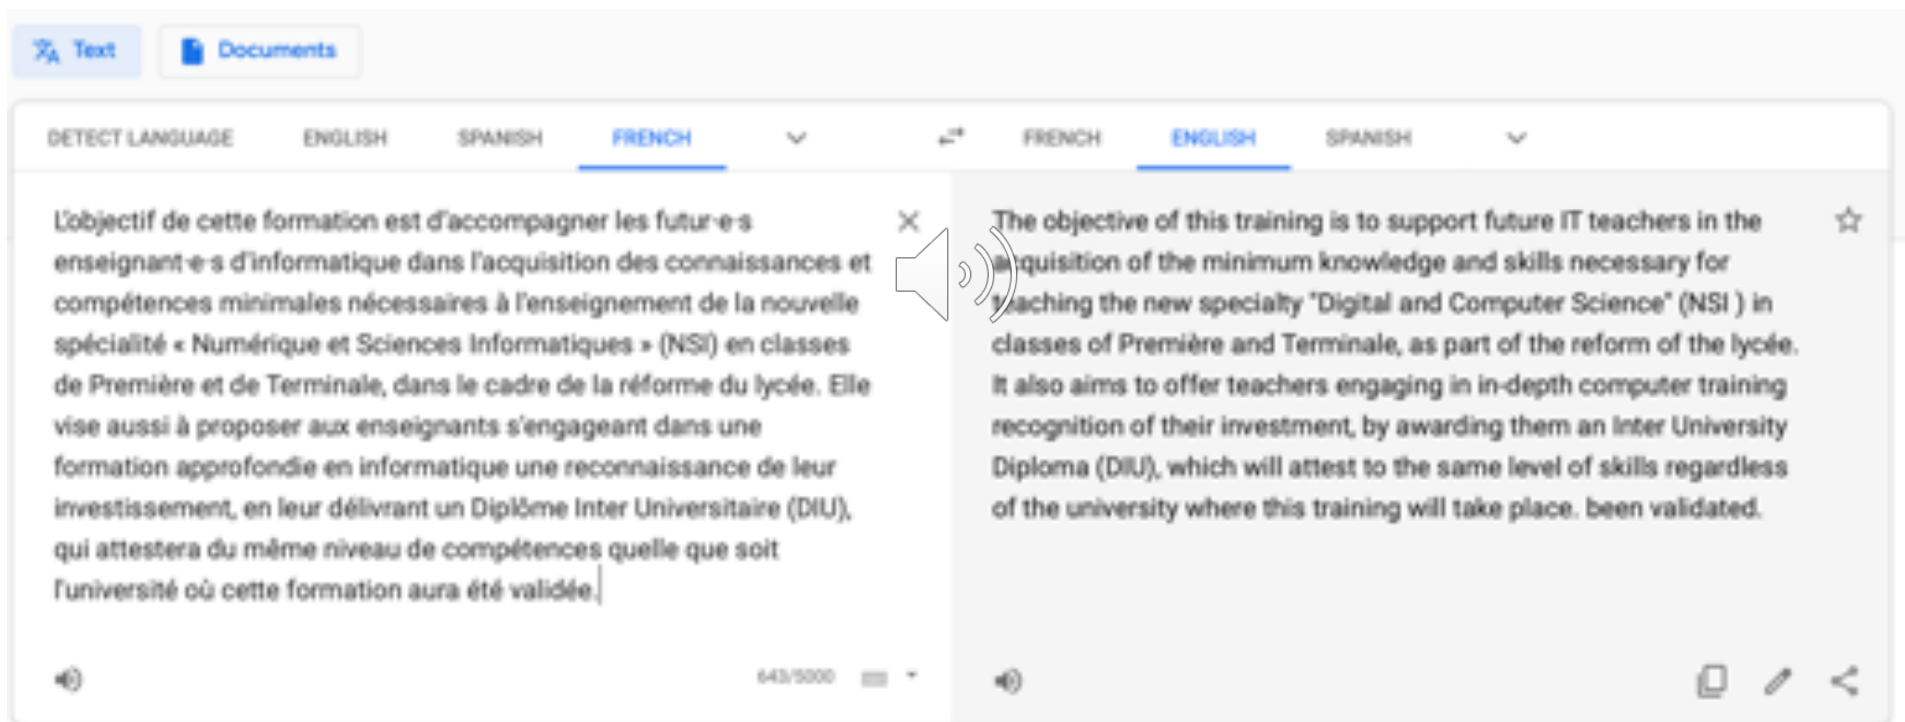 Text Documents
DETECT LANGUAGE ENGLISH SPANISH FRENCH FRENCH ENGLISH SPANISH
L'objectif de cette formation est d'accompagner les futur·e·s
enseignant·e·s d'informatique dans l'acquisition des connaissances et
compétences minimales nécessaires à l'enseignement de la nouvelle
spécialité « Numérique et Sciences Informatiques » (NSI) en classes
de Première et de Terminale, dans le cadre de la réforme du lycée. Elle
vise aussi à proposer aux enseignants s'engageant dans une
formation approfondie en informatique une reconnaissance de leur
investissement, en leur délivrant un Diplôme Inter Universitaire (DIU),
qui attestera du même niveau de compétences quelle que soit
l'université où cette formation aura été validée.
643/5000
The objective of this training is to support future IT teachers in the
acquisition of the minimum knowledge and skills necessary for
teaching the new specialty "Digital and Computer Science" (NSI ) in
classes of Première and Terminale, as part of the reform of the lycée.
It also aims to offer teachers engaging in in-depth computer training
recognition of their investment, by awarding them an Inter University
Diploma (DIU), which will attest to the same level of skills regardless
of the university where this training will take place. been validated.